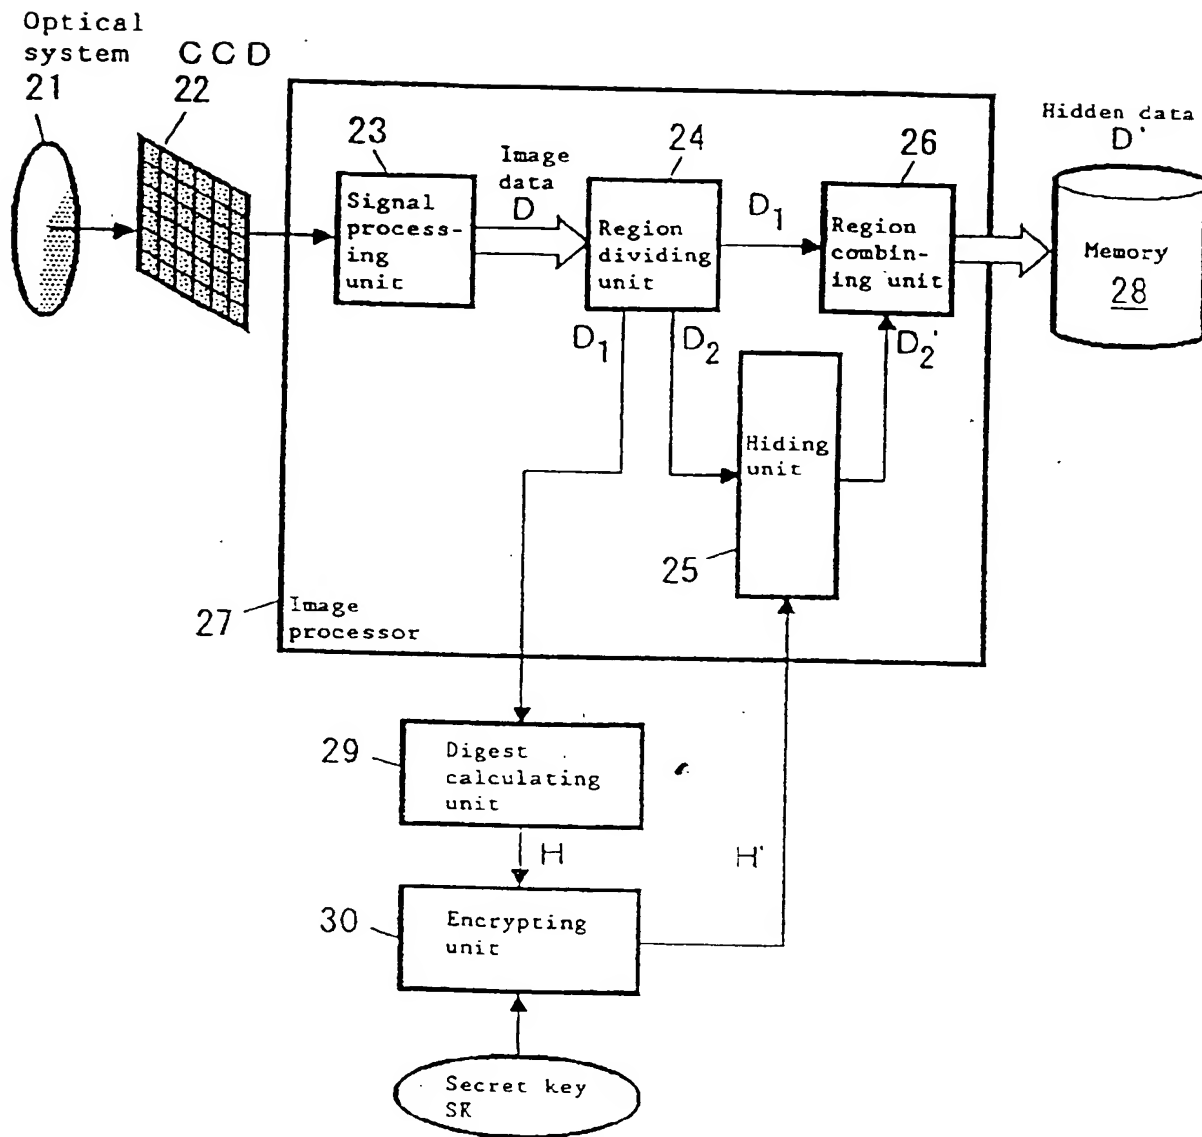 Optical
system
21
CCD
22
23
Signal
process-
ing
unit
Image
data
D
24
Region
dividing
unit
D1
26
Region
combin-
ing unit
Hidden data
D'
Memory
28
D1
D2
D2'
Hiding
unit
25
27
Image
processor
29
Digest
calculating
unit
H
H'
30
Encrypting
unit
Secret key
SK